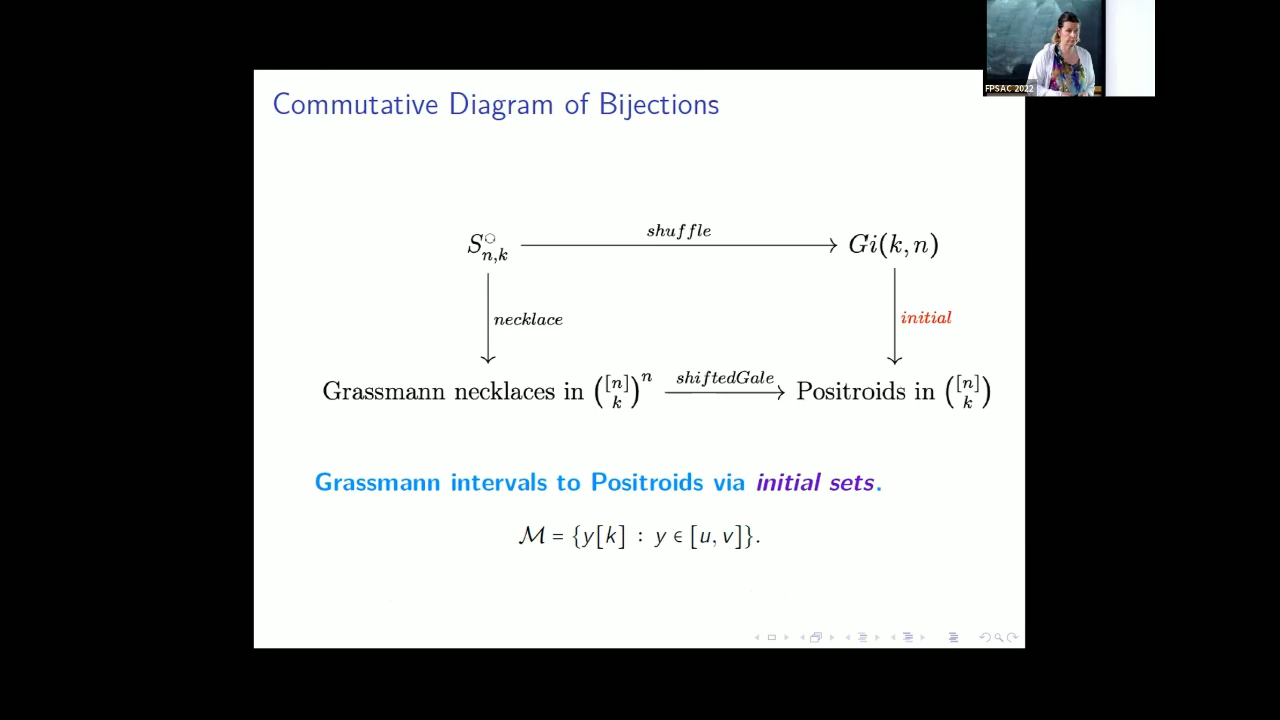 FPSAC 2022
Commutative Diagram of Bijections
shuffle
S^○_{n,k} Gi(k, n)
necklace initial
Grassmann necklaces in ([n] k)^n shiftedGale Positroids in ([n] k)
Grassmann intervals to Positroids via initial sets.
ℳ = {y[k] : y ∈ [u, v]}.